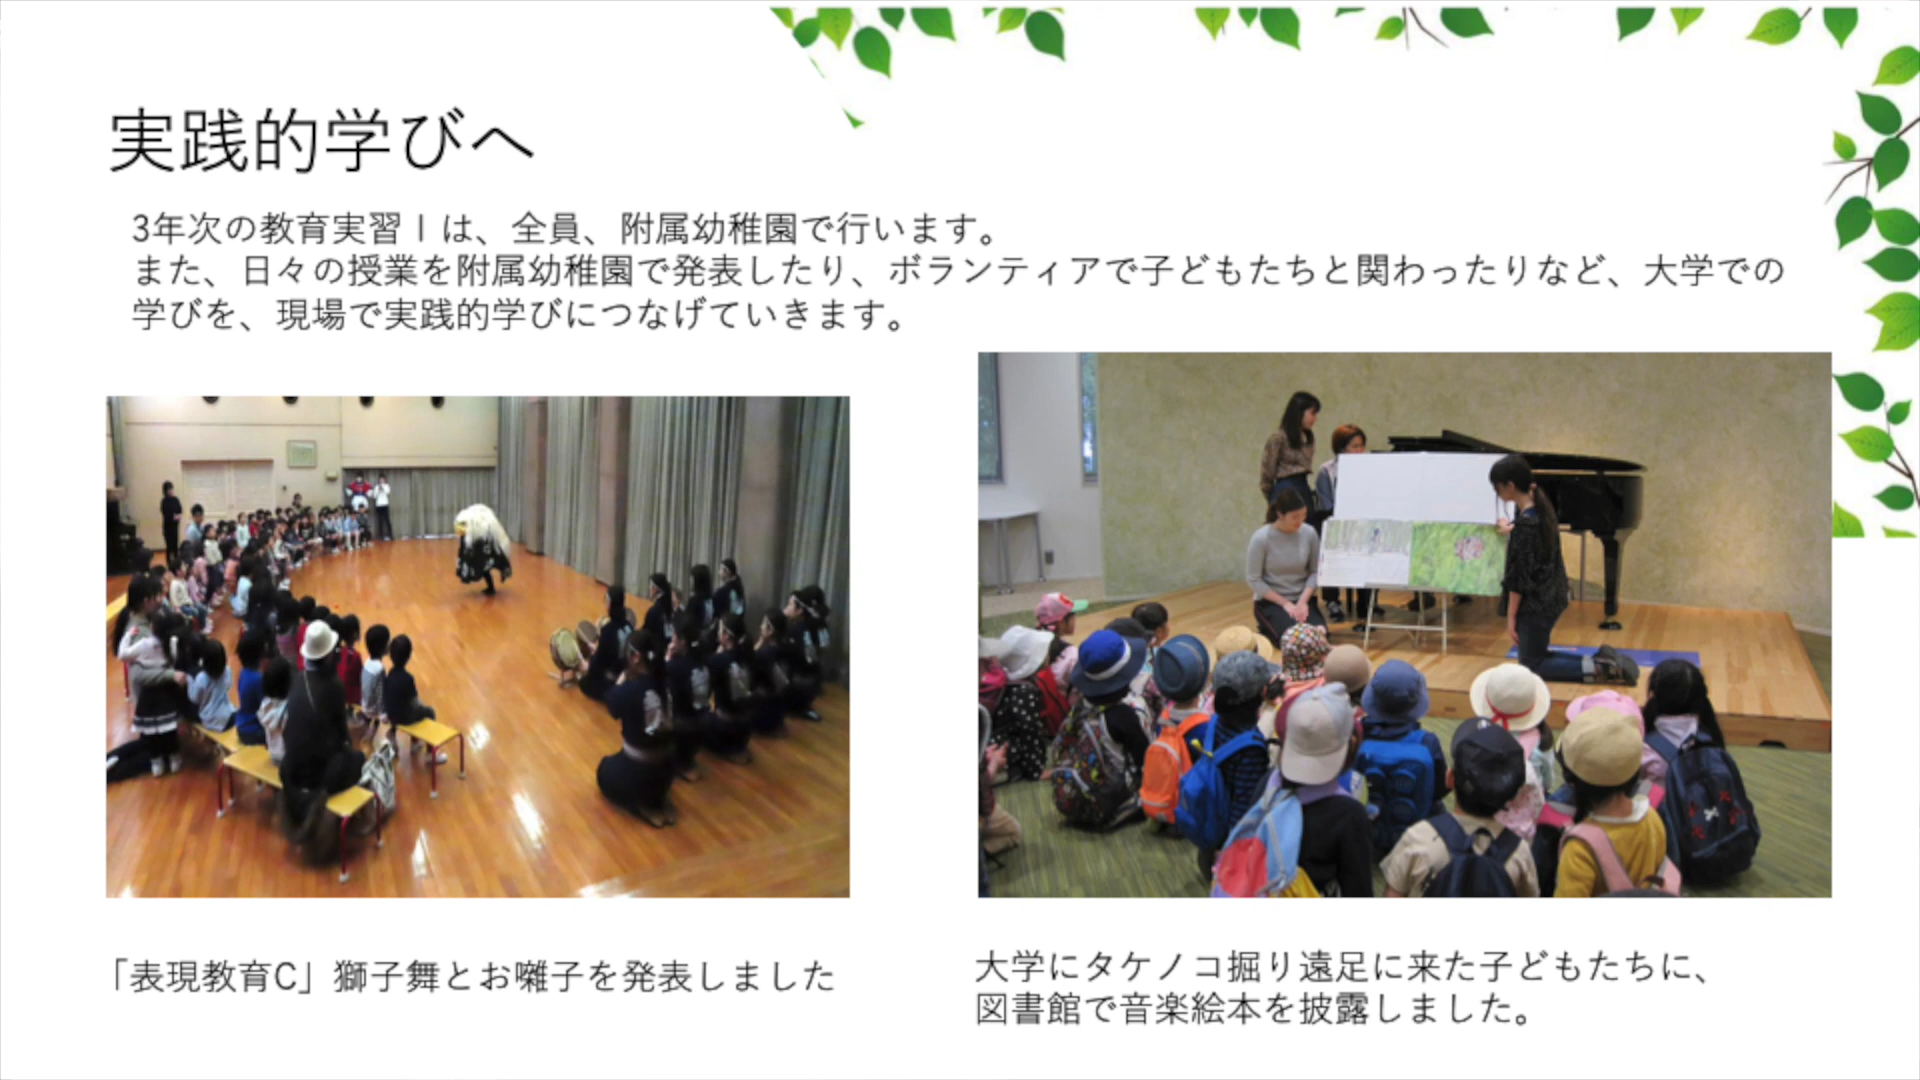 実践的学びへ
3年次の教育実習Ⅰは、全員、附属幼稚園で行います。
また、日々の授業を附属幼稚園で発表したり、ボランティアで子どもたちと関わったりなど、大学での
学びを、現場で実践的学びにつなげていきます。
「表現教育C」獅子舞とお囃子を発表しました
大学にタケノコ掘り遠足に来た子どもたちに、
図書館で音楽絵本を披露しました。